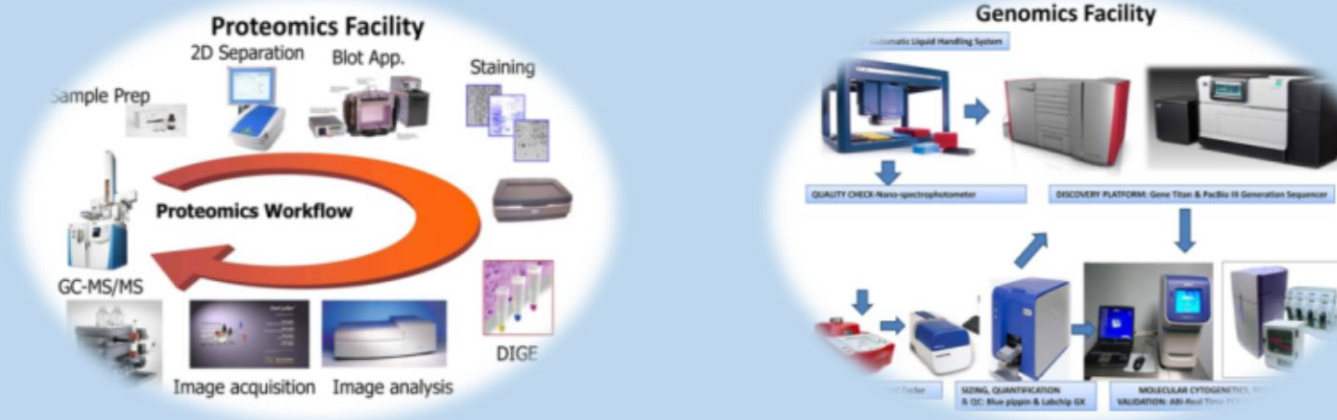 Proteomics Facility
2D Separation
Blot App.
Staining
Sample Prep
Proteomics Workflow
GC-MS/MS
DIGE
Image acquisition
Image analysis
Genomics Facility
Automatic Liquid Handling System
QUALITY CHECK-Nano-spectrophotometer
DISCOVERY PLATFORM: Gene Titan & PacBio III Generation Sequencer
Cycler
SIZING, QUANTIFICATION
& QC: Blue pippin & Labchip GX
MOLECULAR CYTOGENETICS,
VALIDATION: ABI-Real Time